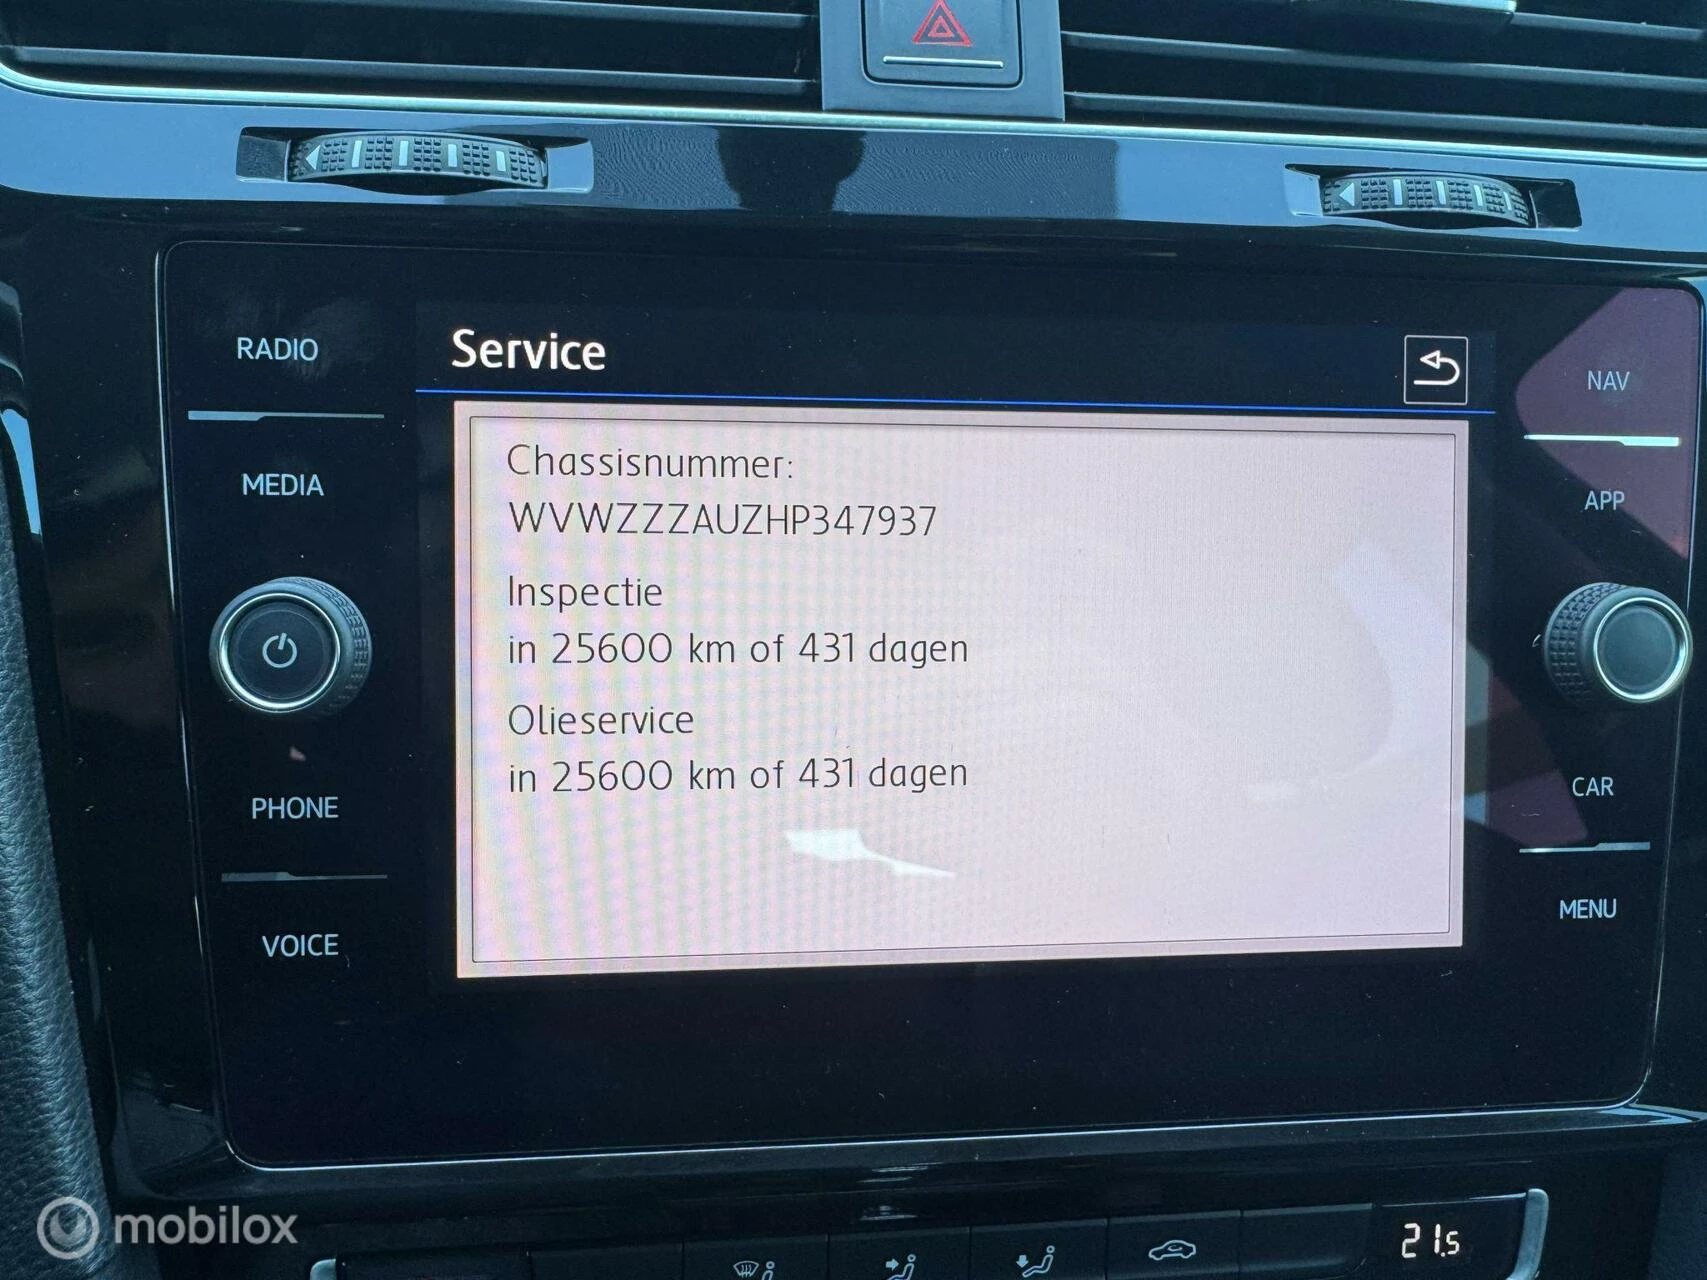 RADIO
MEDIA
PHONE
VOICE
Service
Chassisnummer:
WVWZZZAUZHP347937
Inspectie
in 25600 km of 431 dagen
Olieservice
in 25600 km of 431 dagen
NAV
APP
CAR
MENU
21.5
mobilox